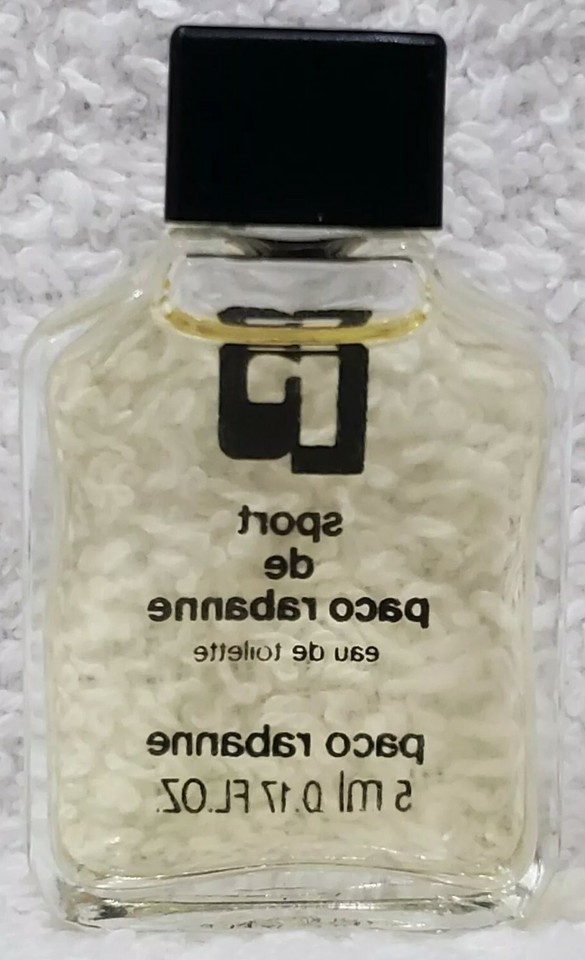 sport
de
paco rabanne
eau de toilette
paco rabanne
5 ml 0.17 FL.OZ.